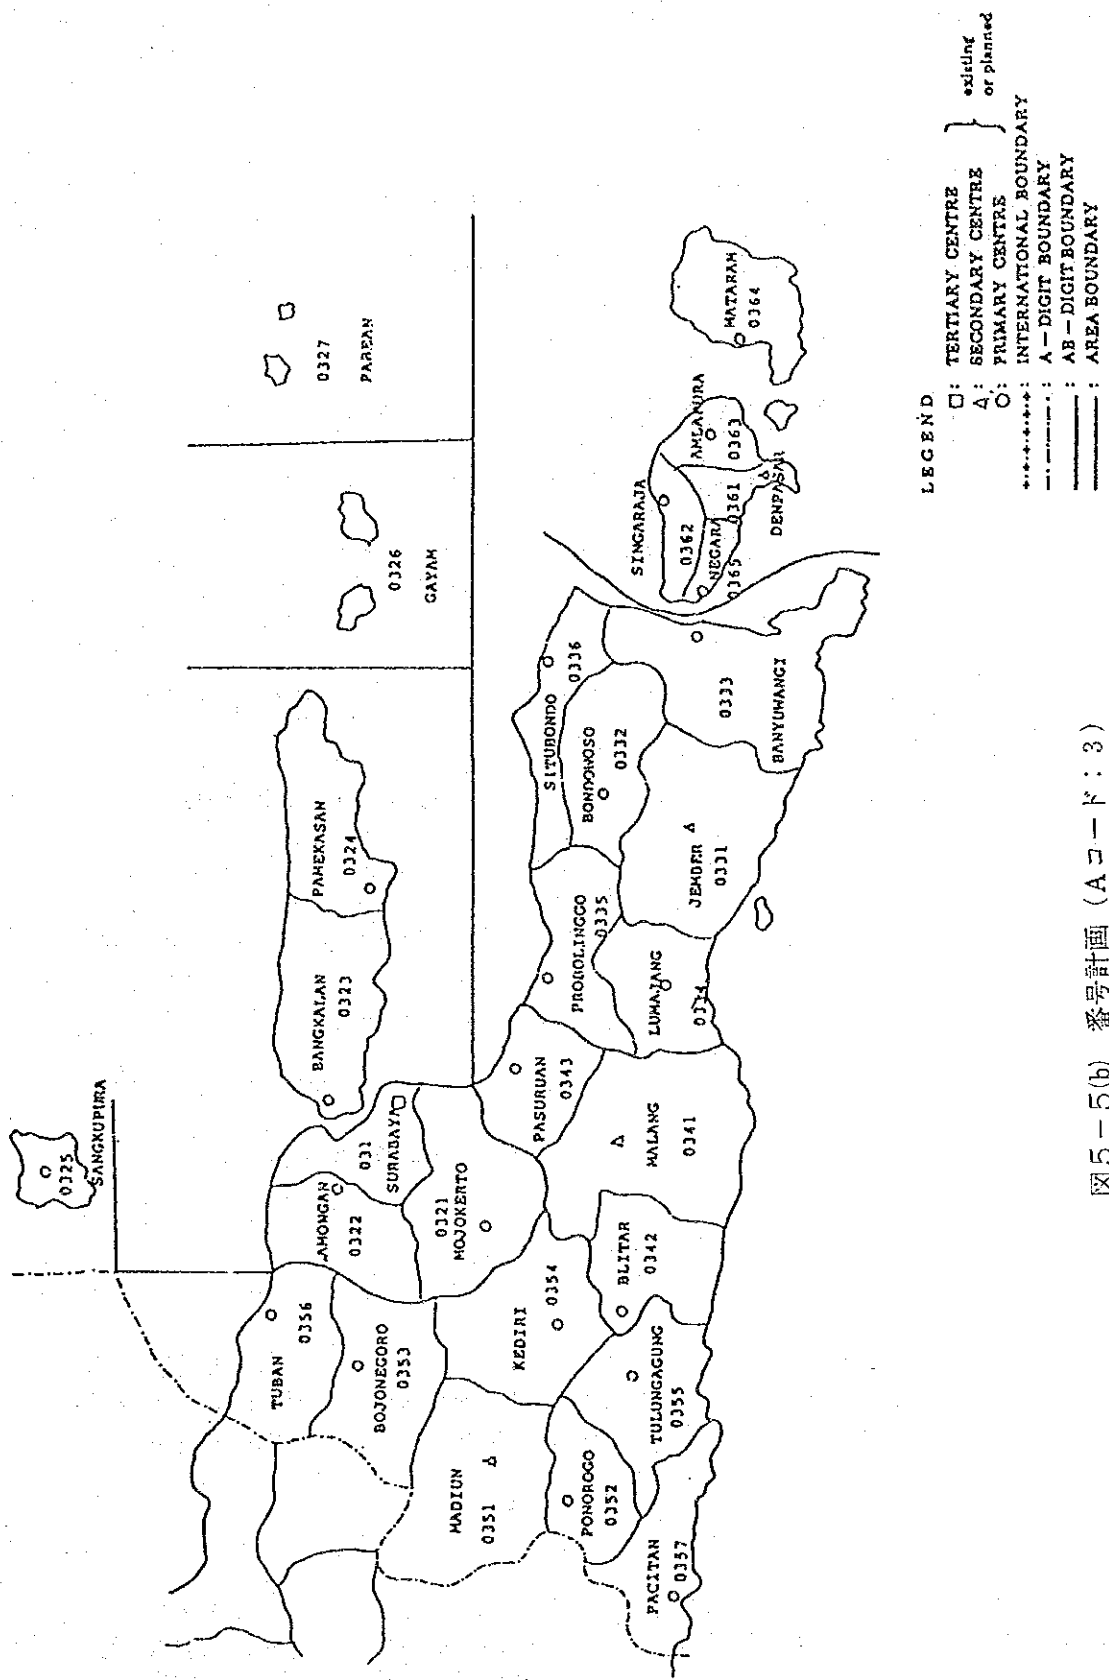 SANGKUPURA
0325
BANGKALAN
0323
PAMEKASAN
0324
0326
GAYAM
0327
PAREAN
TUBAN
0356
BOJONEGORO
0353
LAMONGAN
0322
031
SURABAYA
0321
MOJOKERTO
MADIUN
0351
KEDIRI
0354
PONOROGO
0352
PACITAN
0357
TULUNGAGUNG
0355
BLITAR
0342
MALANG
0341
PASURUAN
0343
PROBOLINGGO
0335
LUMAJANG
0334
JEMBER
0331
SITUBONDO
0336
BONDOWOSO
0332
0333
BANYUWANGI
SINGARAJA
0362
NEGARA
0365
0361
DENPASAR
AMLAPURA
0363
MATARAM
0364
LEGEND
□: TERTIARY CENTRE
△: SECONDARY CENTRE
○: PRIMARY CENTRE
} existing
or planned
+·+·+·+·+: INTERNATIONAL BOUNDARY
—·—·—·: A-DIGIT BOUNDARY
———: AB-DIGIT BOUNDARY
———: AREA BOUNDARY
図5-5(b) 番号計画 (Aコード:3)